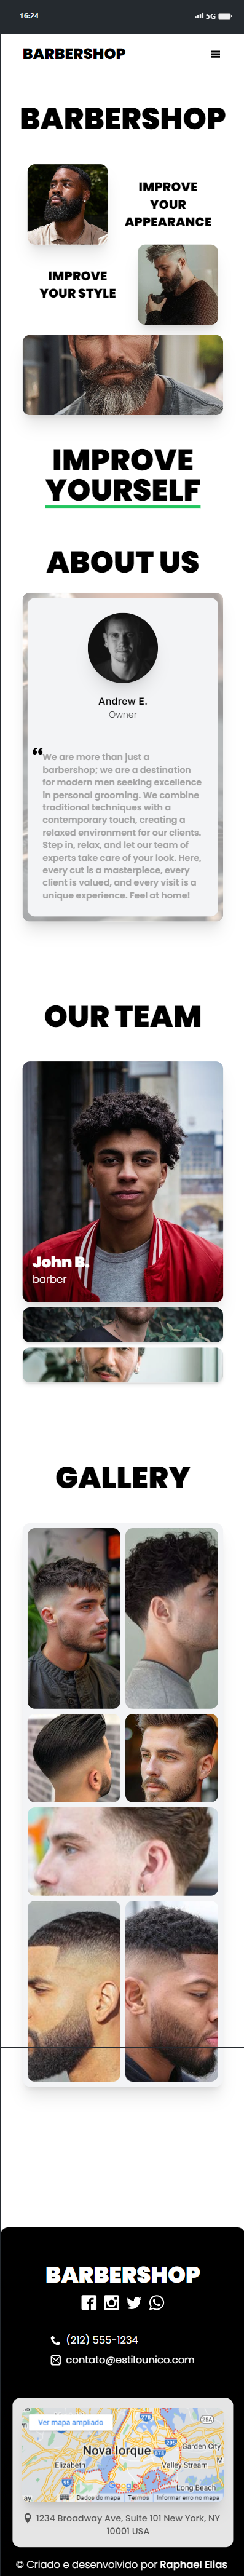 16:24
5G
BARBERSHOP
BARBERSHOP
IMPROVE
YOUR
APPEARANCE
IMPROVE
YOUR STYLE
IMPROVE
YOURSELF
ABOUT US
Andrew E.
Owner
“We are more than just a
barbershop; we are a destination
for modern men seeking excellence
in personal grooming. We combine
traditional techniques with a
contemporary touch, creating a
relaxed environment for our clients.
Step in, relax, and let our team of
experts take care of your look. Here,
every cut is a masterpiece, every
client is valued, and every visit is a
unique experience. Feel at home!
OUR TEAM
John B.
barber
GALLERY
BARBERSHOP
(212) 555-1234
contato@estilounico.com
Ver mapa ampliado
278
25A
Nova Iorque
Garden City
Elizabeth
678
Valley Stream
Long Beach
Google
Dados do mapa
Termos
Informar erro no mapa
1234 Broadway Ave, Suite 101 New York, NY
10001 USA
© Criado e desenvolvido por Raphael Elias